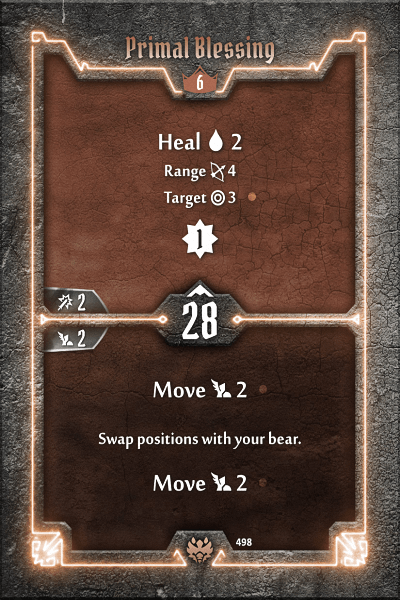 Primal Blessing
6
Heal 2
Range 4
Target 3
1
2
28
2
Move 2
Swap positions with your bear.
Move 2
498